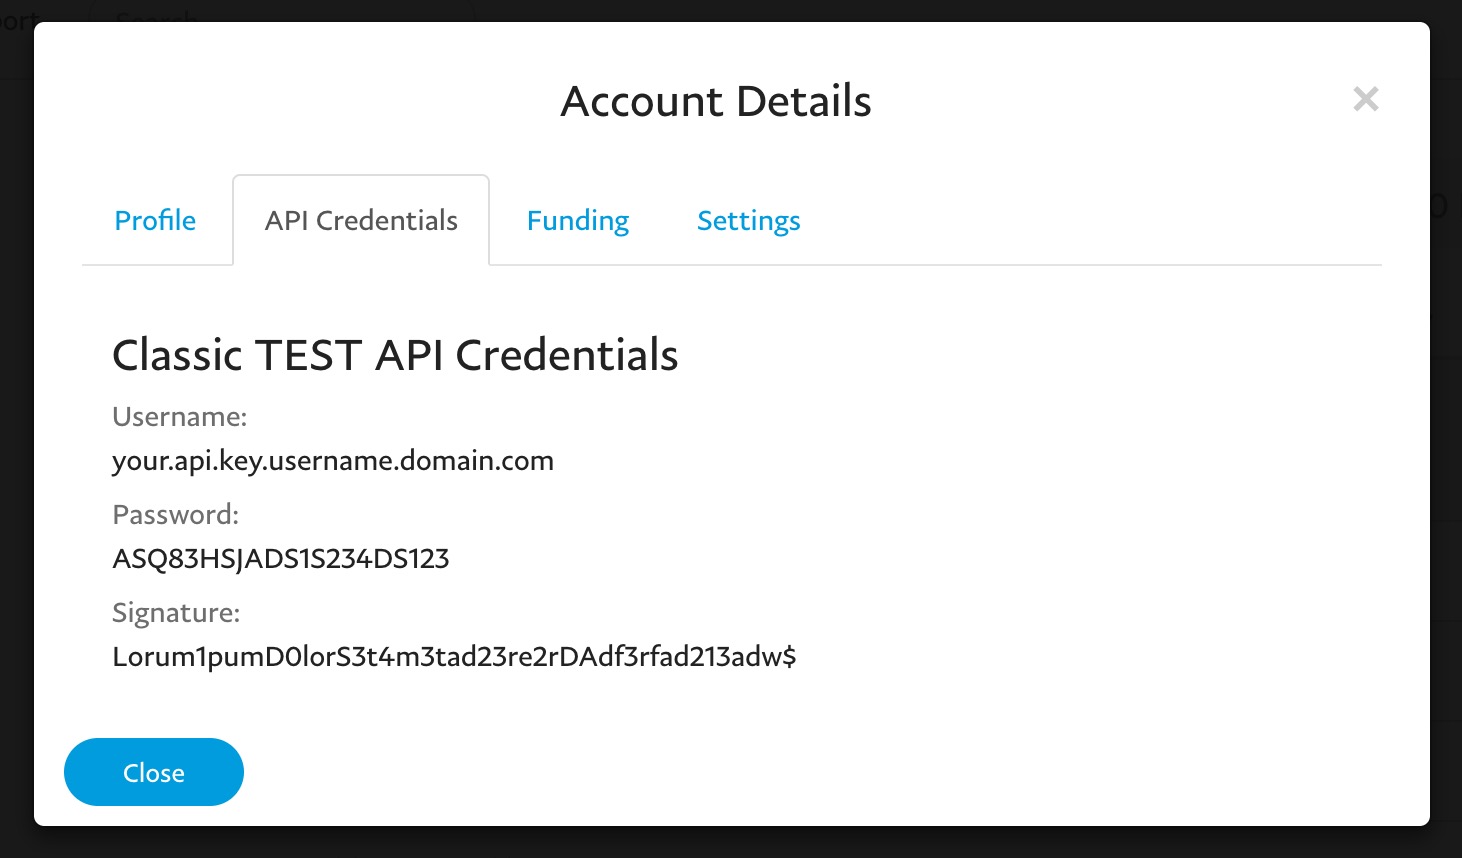 Search
Account Details
Profile
API Credentials
Funding
Settings
Classic TEST API Credentials
Username:
your.api.key.username.domain.com
Password:
ASQ83HSJADS1S234DS123
Signature:
Lorum1pumD0lorS3t4m3tad23re2rDAdf3rfad213adw$
Close